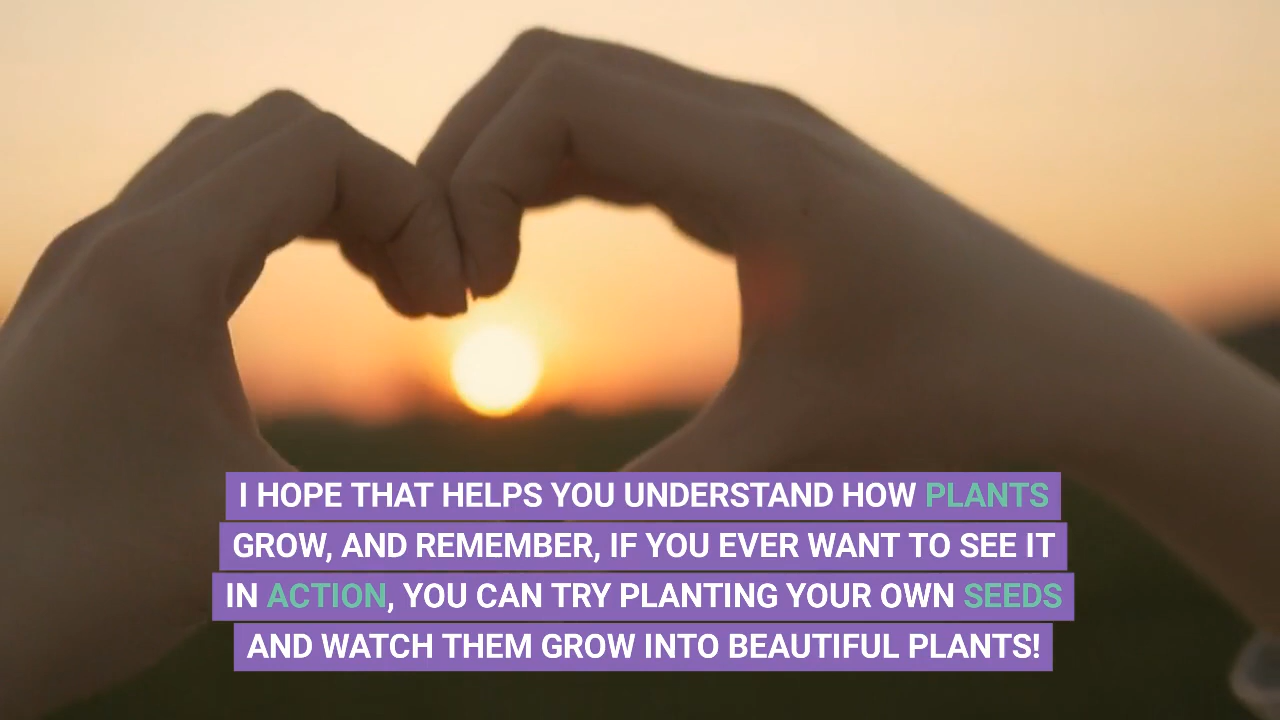 I HOPE THAT HELPS YOU UNDERSTAND HOW PLANTS
GROW, AND REMEMBER, IF YOU EVER WANT TO SEE IT
IN ACTION, YOU CAN TRY PLANTING YOUR OWN SEEDS
AND WATCH THEM GROW INTO BEAUTIFUL PLANTS!